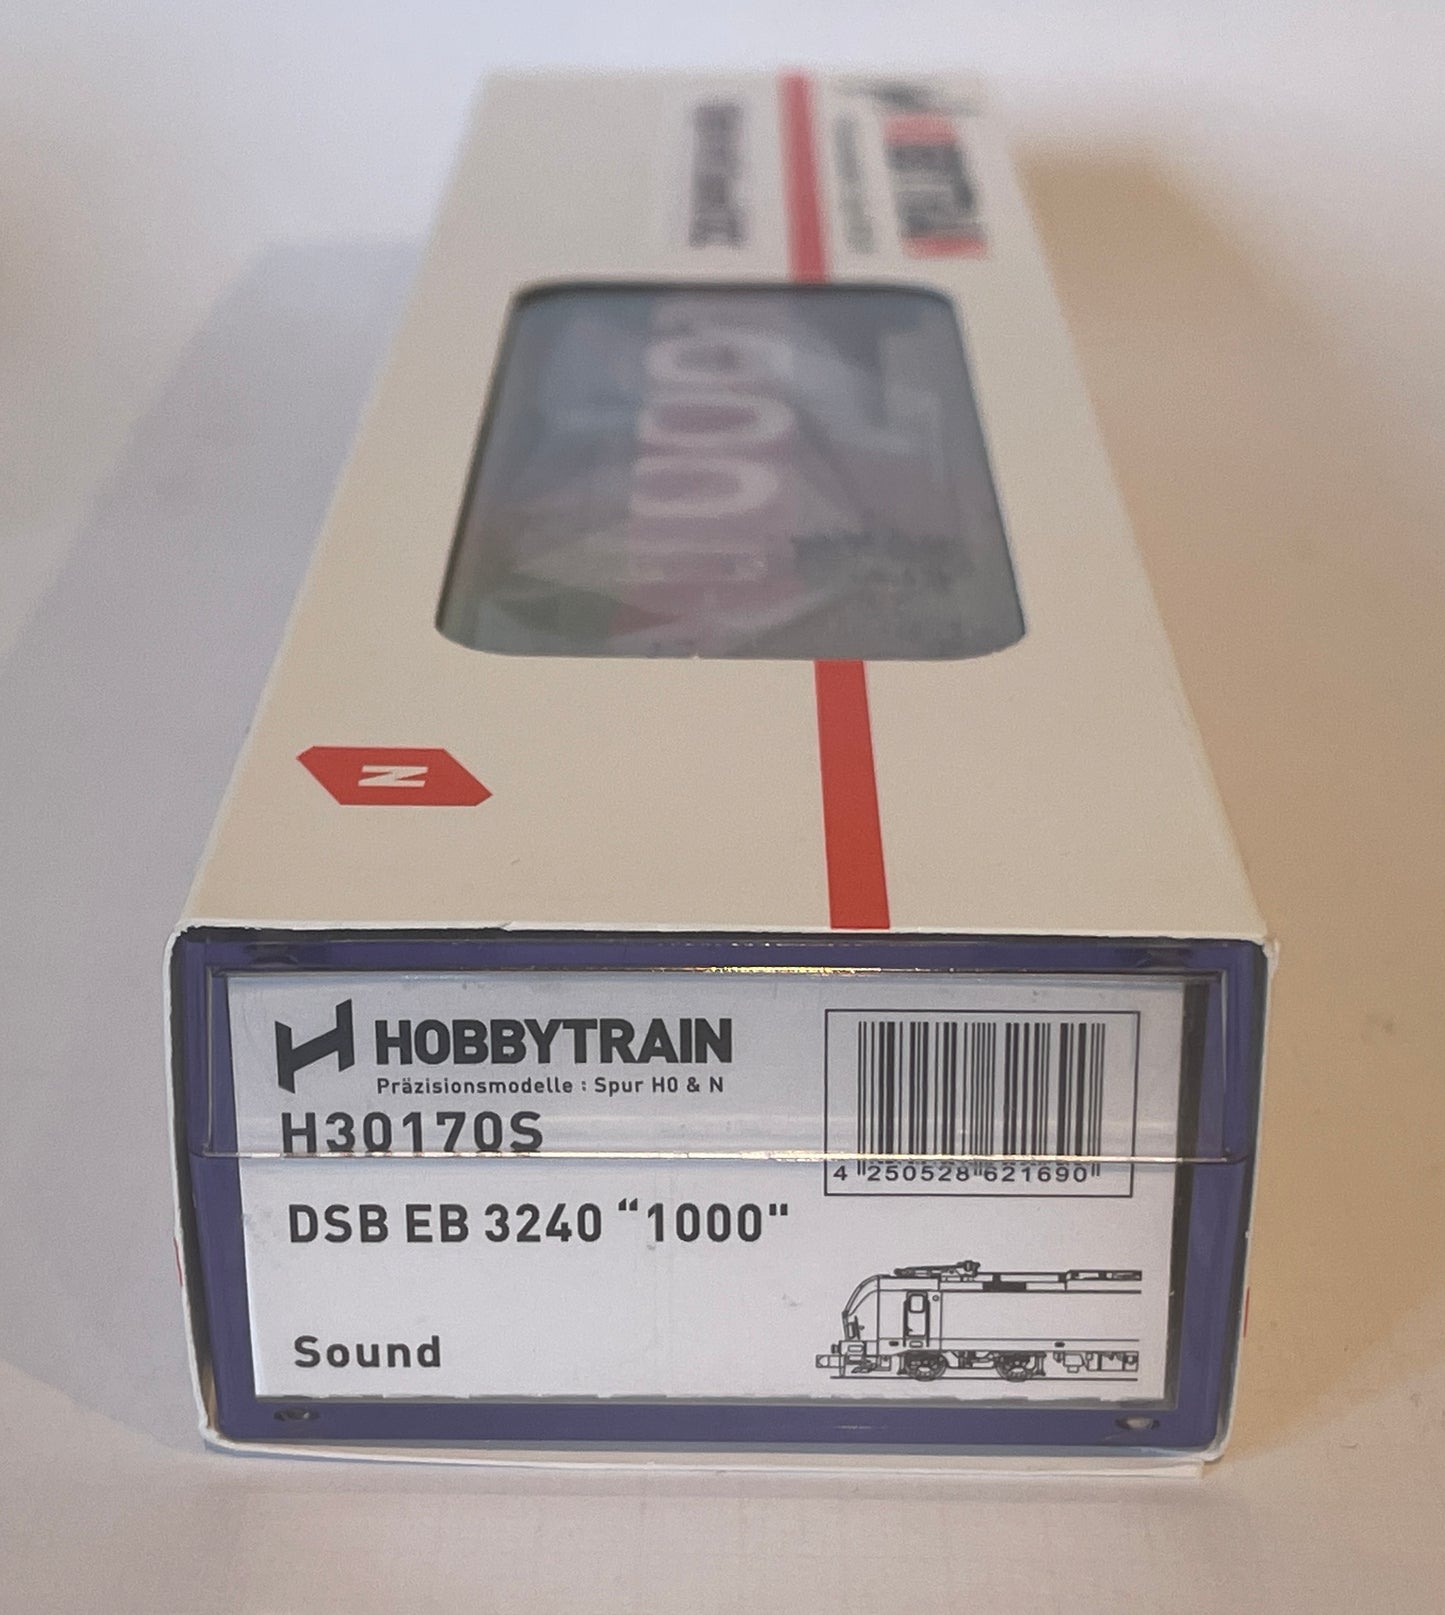 1000
N
HOBBYTRAIN
Präzisionsmodelle : Spur H0 & N
H30170S
4 250528 621690
DSB EB 3240 “1000"
Sound